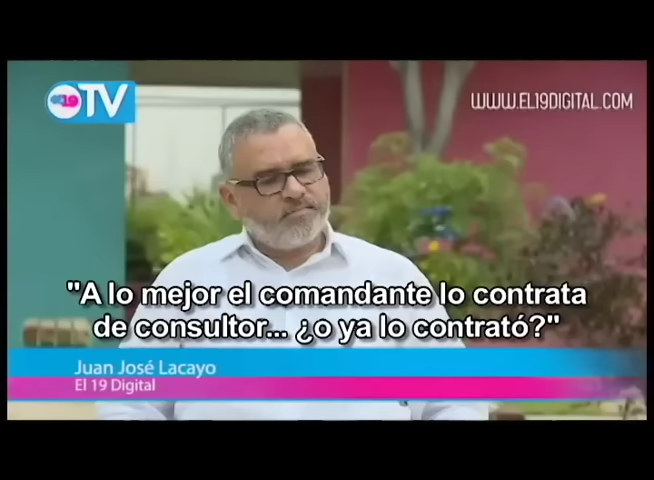 19 TV
WWW.EL19DIGITAL.COM
"A lo mejor el comandante lo contrata
de consultor... ¿o ya lo contrató?"
Juan José Lacayo
El 19 Digital